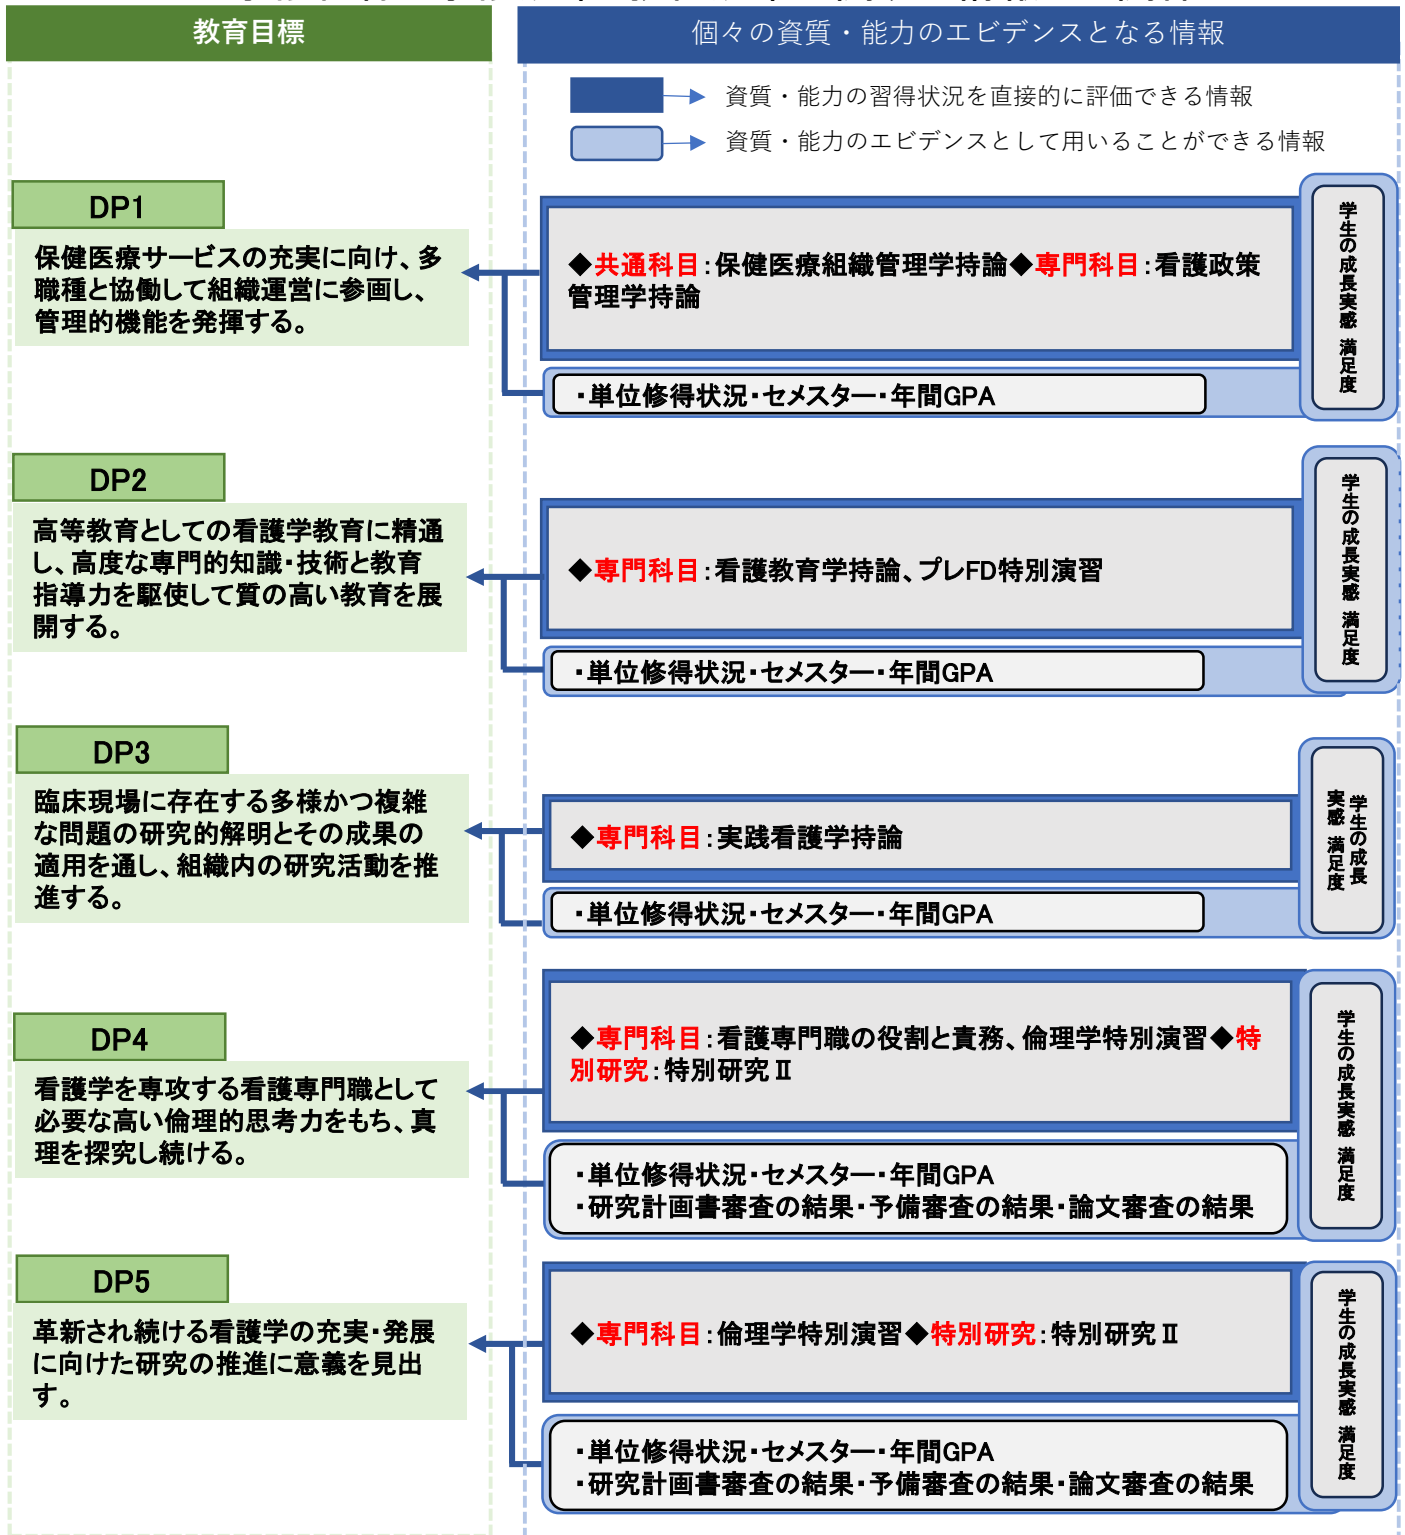 教育目標
個々の資質・能力のエビデンスとなる情報
資質・能力の習得状況を直接的に評価できる情報
資質・能力のエビデンスとして用いることができる情報
DP1
保健医療サービスの充実に向け、多
職種と協働して組織運営に参画し、
管理的機能を発揮する。
◆共通科目：保健医療組織管理学持論◆専門科目：看護政策
管理学持論
・単位修得状況・セメスター・年間GPA
学生の成長実感 満足度
DP2
高等教育としての看護学教育に精通
し、高度な専門的知識・技術と教育
指導力を駆使して質の高い教育を展
開する。
◆専門科目：看護教育学持論、プレFD特別演習
・単位修得状況・セメスター・年間GPA
学生の成長実感 満足度
DP3
臨床現場に存在する多様かつ複雑
な問題の研究的解明とその成果の
適用を通し、組織内の研究活動を推
進する。
◆専門科目：実践看護学持論
・単位修得状況・セメスター・年間GPA
学生の成長
実感 満足度
DP4
看護学を専攻する看護専門職として
必要な高い倫理的思考力をもち、真
理を探究し続ける。
◆専門科目：看護専門職の役割と責務、倫理学特別演習◆特
別研究：特別研究Ⅱ
・単位修得状況・セメスター・年間GPA
・研究計画書審査の結果・予備審査の結果・論文審査の結果
学生の成長実感 満足度
DP5
革新され続ける看護学の充実・発展
に向けた研究の推進に意義を見出
す。
◆専門科目：倫理学特別演習◆特別研究：特別研究Ⅱ
・単位修得状況・セメスター・年間GPA
・研究計画書審査の結果・予備審査の結果・論文審査の結果
学生の成長実感 満足度